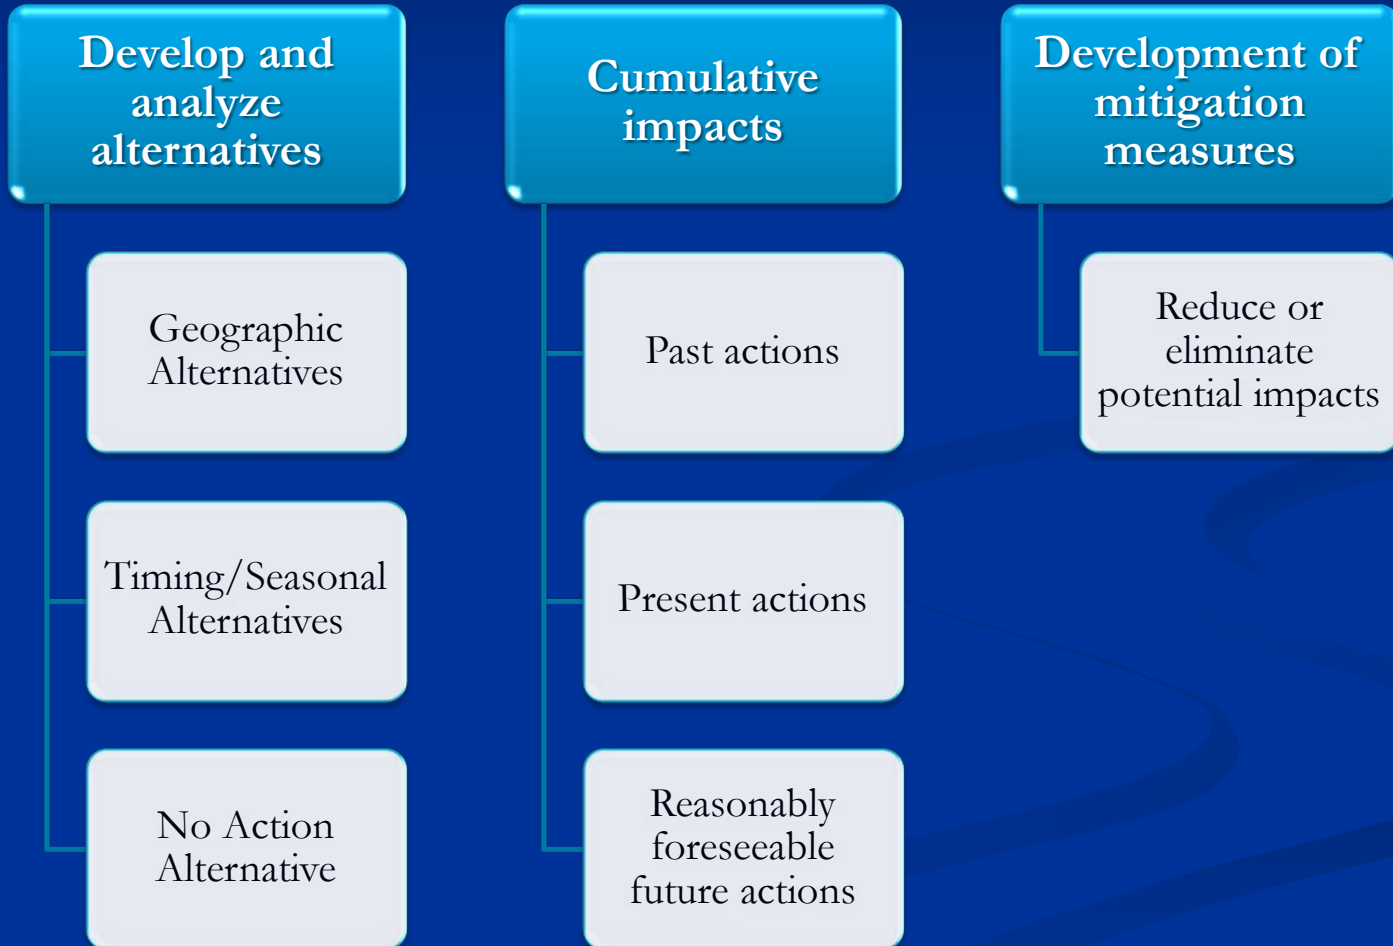 Develop and
analyze
alternatives
Geographic
Alternatives
Timing/Seasonal
Alternatives
No Action
Alternative
Cumulative
impacts
Past actions
Present actions
Reasonably
foreseeable
future actions
Development of
mitigation
measures
Reduce or
eliminate
potential impacts